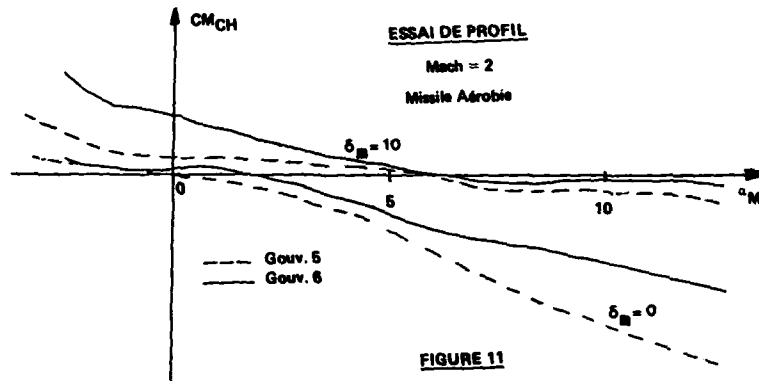 CM_CH
ESSAI DE PROFIL
Mach = 2
Missile Aérobie
δ_m = 10
0
5
10
α_M
Gouv. 5
Gouv. 6
δ_m = 0
FIGURE 11